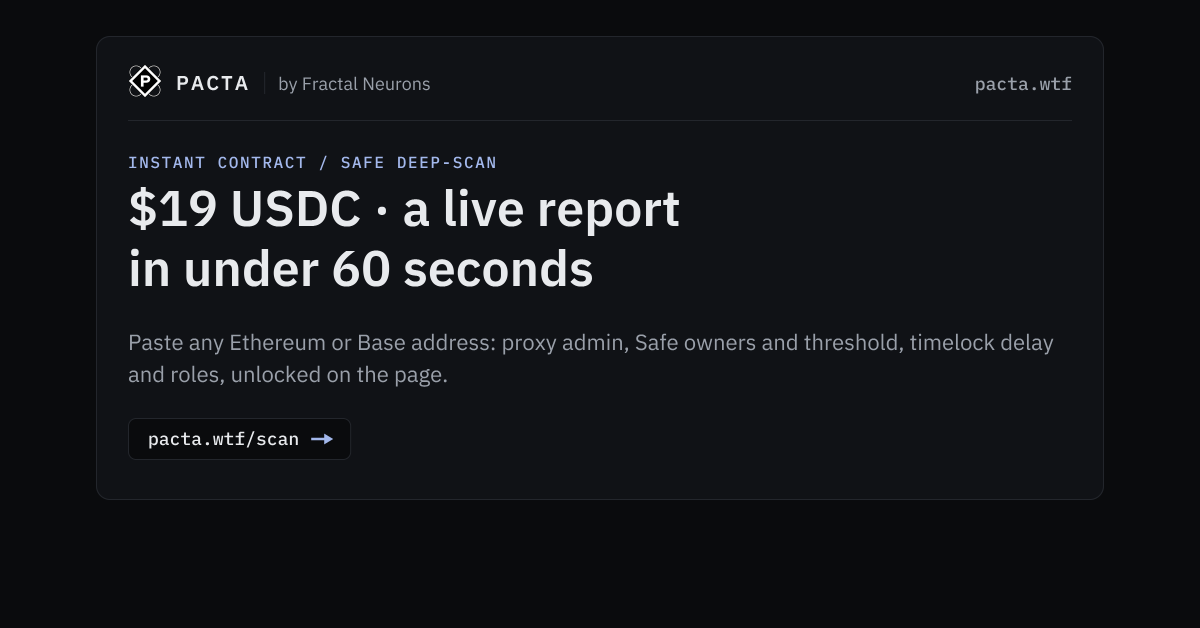 P PACTA by Fractal Neurons pacta.wtf
INSTANT CONTRACT / SAFE DEEP-SCAN
$19 USDC · a live report
in under 60 seconds
Paste any Ethereum or Base address: proxy admin, Safe owners and threshold, timelock delay
and roles, unlocked on the page.
pacta.wtf/scan →